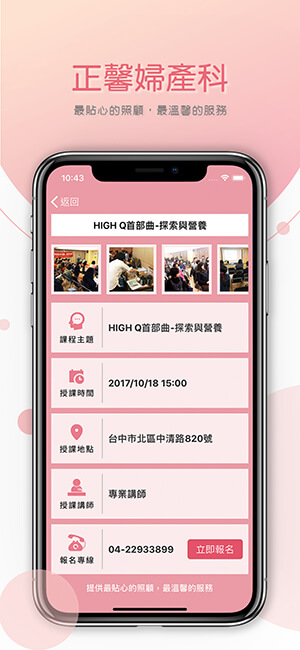 正馨婦產科
最貼心的照顧，最溫馨的服務
10:43
返回
HIGH Q首部曲-探索與營養
課程主題
HIGH Q首部曲-探索與營養
授課時間
2017/10/18 15:00
授課地點
台中市北區中清路820號
授課講師
專業講師
報名專線
04-22933899
立即報名
提供最貼心的照顧，最溫馨的服務